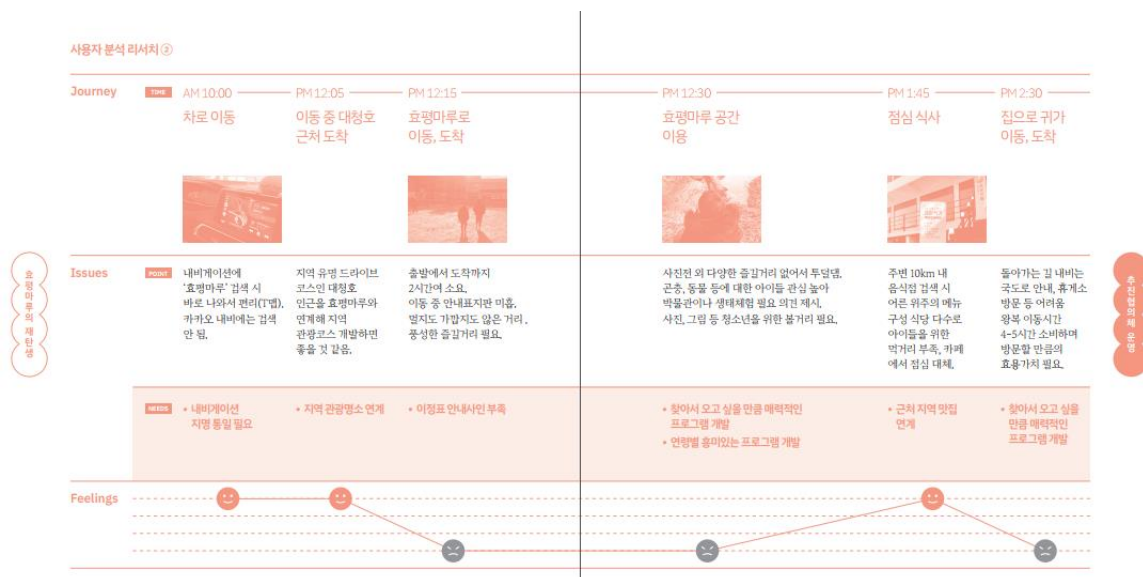 사용자 분석 리서치 ②
Journey
TIME
AM 10:00
차로 이동
PM 12:05
이동 중 대청호
근처 도착
PM 12:15
효평마루로
이동, 도착
PM 12:30
효평마루 공간
이용
PM 1:45
점심 식사
PM 2:30
집으로 귀가
이동, 도착
효평마루의 재탄생
추진협의체 운영
Issues
POINT
내비게이션에
'효평마루' 검색 시
바로 나와서 편리(T맵),
카카오 내비에는 검색
안 됨.
지역 유명 드라이브
코스인 대청호
인근을 효평마루와
연계해 지역
관광코스 개발하면
좋을 것 같음.
출발에서 도착까지
2시간여 소요.
이동 중 안내표지판 미흡.
멀지도 가깝지도 않은 거리.
풍성한 즐길거리 필요.
사진전 외 다양한 즐길거리 없어서 투덜댐.
곤충, 동물 등에 대한 아이들 관심 높아
박물관이나 생태체험 필요 의견 제시.
사진, 그림 등 청소년을 위한 볼거리 필요.
주변 10km 내
음식점 검색 시
어른 위주의 메뉴
구성 식당 다수로
아이들을 위한
먹거리 부족, 카페
에서 점심 대체.
돌아가는 길 내비는
국도로 안내, 휴게소
방문 등 어려움
왕복 이동시간
4-5시간 소비하며
방문할 만큼의
효용가치 필요.
NEEDS
• 내비게이션
지명 통일 필요
• 지역 관광명소 연계
• 이정표 안내사인 부족
• 찾아서 오고 싶을 만큼 매력적인
프로그램 개발
• 연령별 흥미있는 프로그램 개발
• 근처 지역 맛집
연계
• 찾아서 오고 싶을
만큼 매력적인
프로그램 개발
Feelings